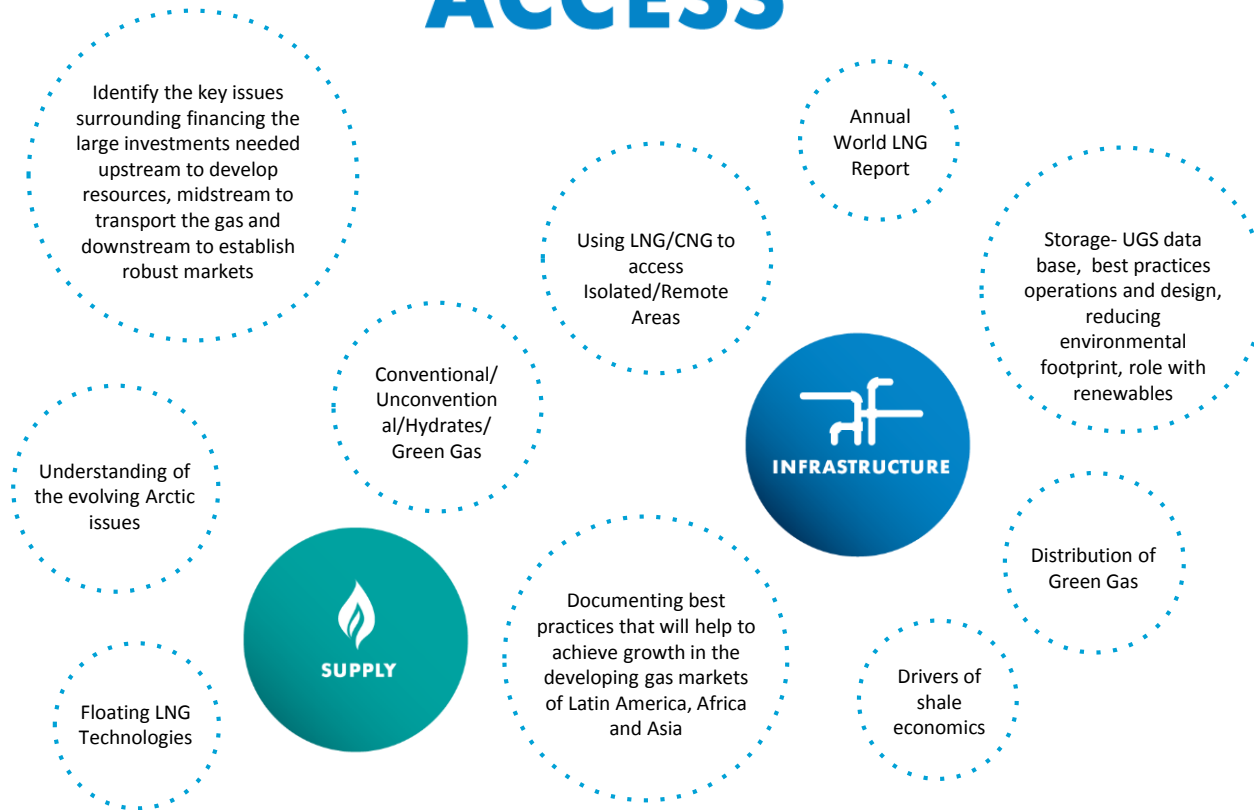 ACCESS
Identify the key issues
surrounding financing the
large investments needed
upstream to develop
resources, midstream to
transport the gas and
downstream to establish
robust markets
Annual
World LNG
Report
Using LNG/CNG to
access
Isolated/Remote
Areas
Storage- UGS data
base, best practices
operations and design,
reducing
environmental
footprint, role with
renewables
Conventional/
Unconvention
al/Hydrates/
Green Gas
INFRASTRUCTURE
Understanding of
the evolving Arctic
issues
Distribution of
Green Gas
SUPPLY
Documenting best
practices that will help to
achieve growth in the
developing gas markets
of Latin America, Africa
and Asia
Drivers of
shale
economics
Floating LNG
Technologies